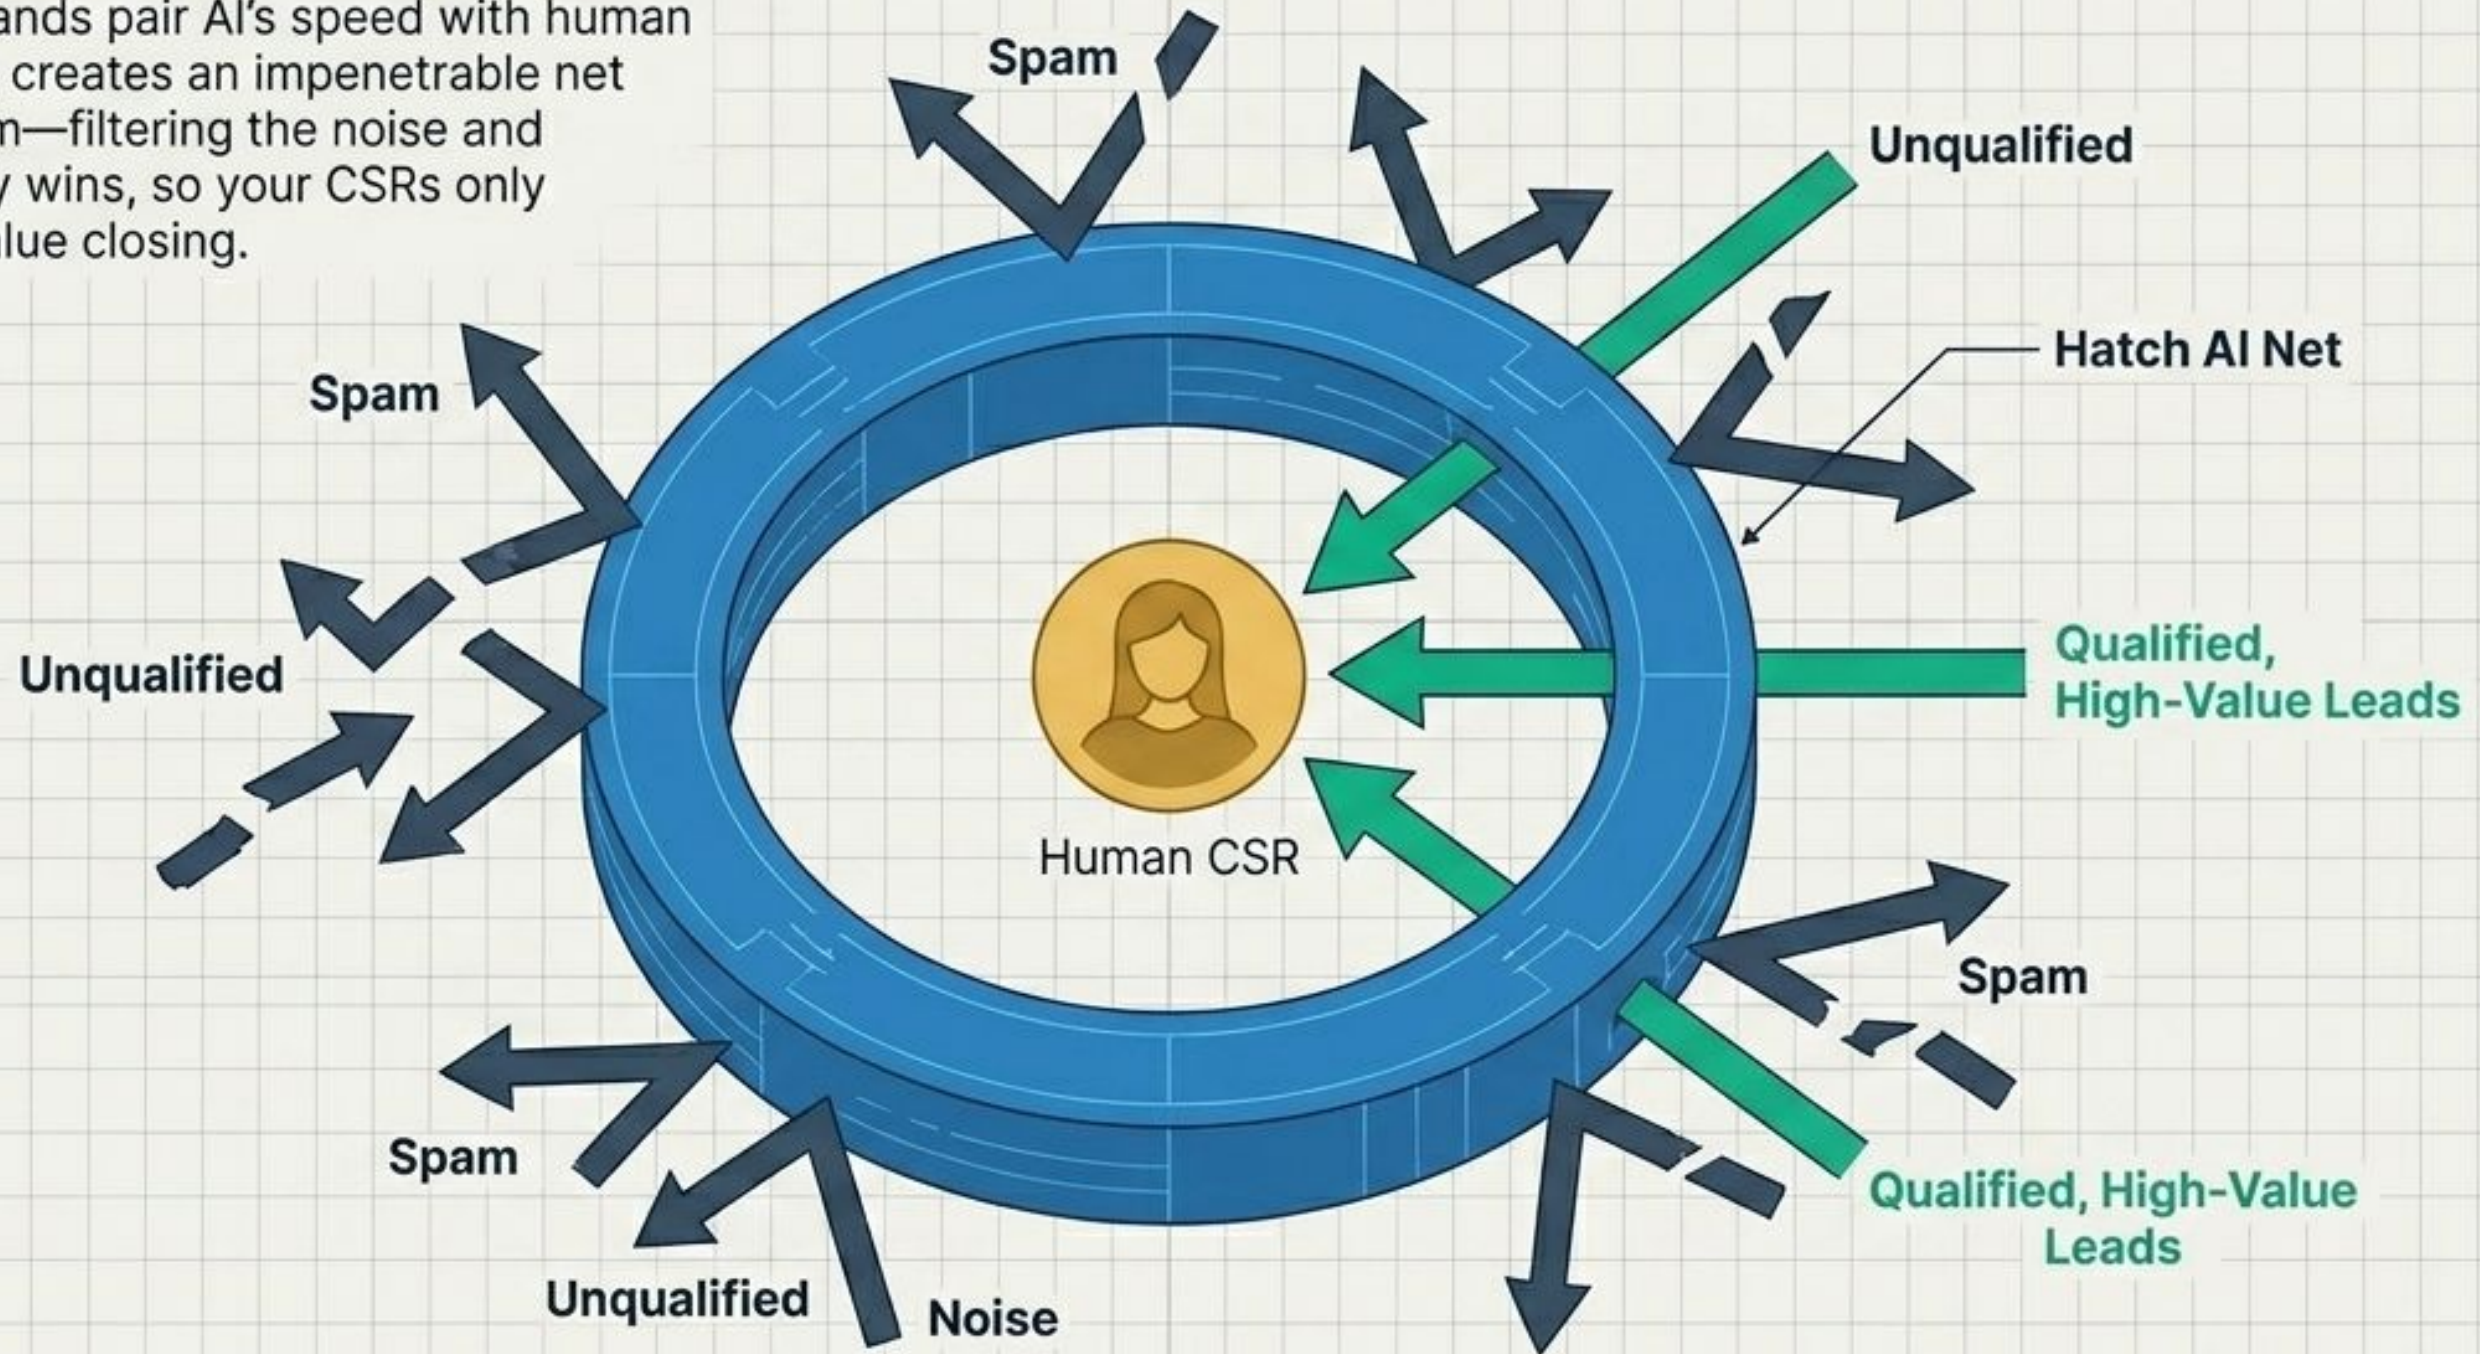 pair AI's speed with human
creates an impenetrable net
filtering the noise and
wins, so your CSRs only
closing.
Spam
Unqualified
Hatch AI Net
Spam
Unqualified
Qualified,
High-Value Leads
Human CSR
Spam
Spam
Qualified, High-Value
Leads
Unqualified
Noise